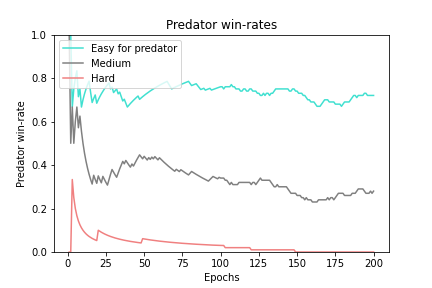 Predator win-rates
Easy for predator
Medium
Hard
Predator win-rate
1.0
0.8
0.6
0.4
0.2
0.0
0
25
50
75
100
125
150
175
200
Epochs